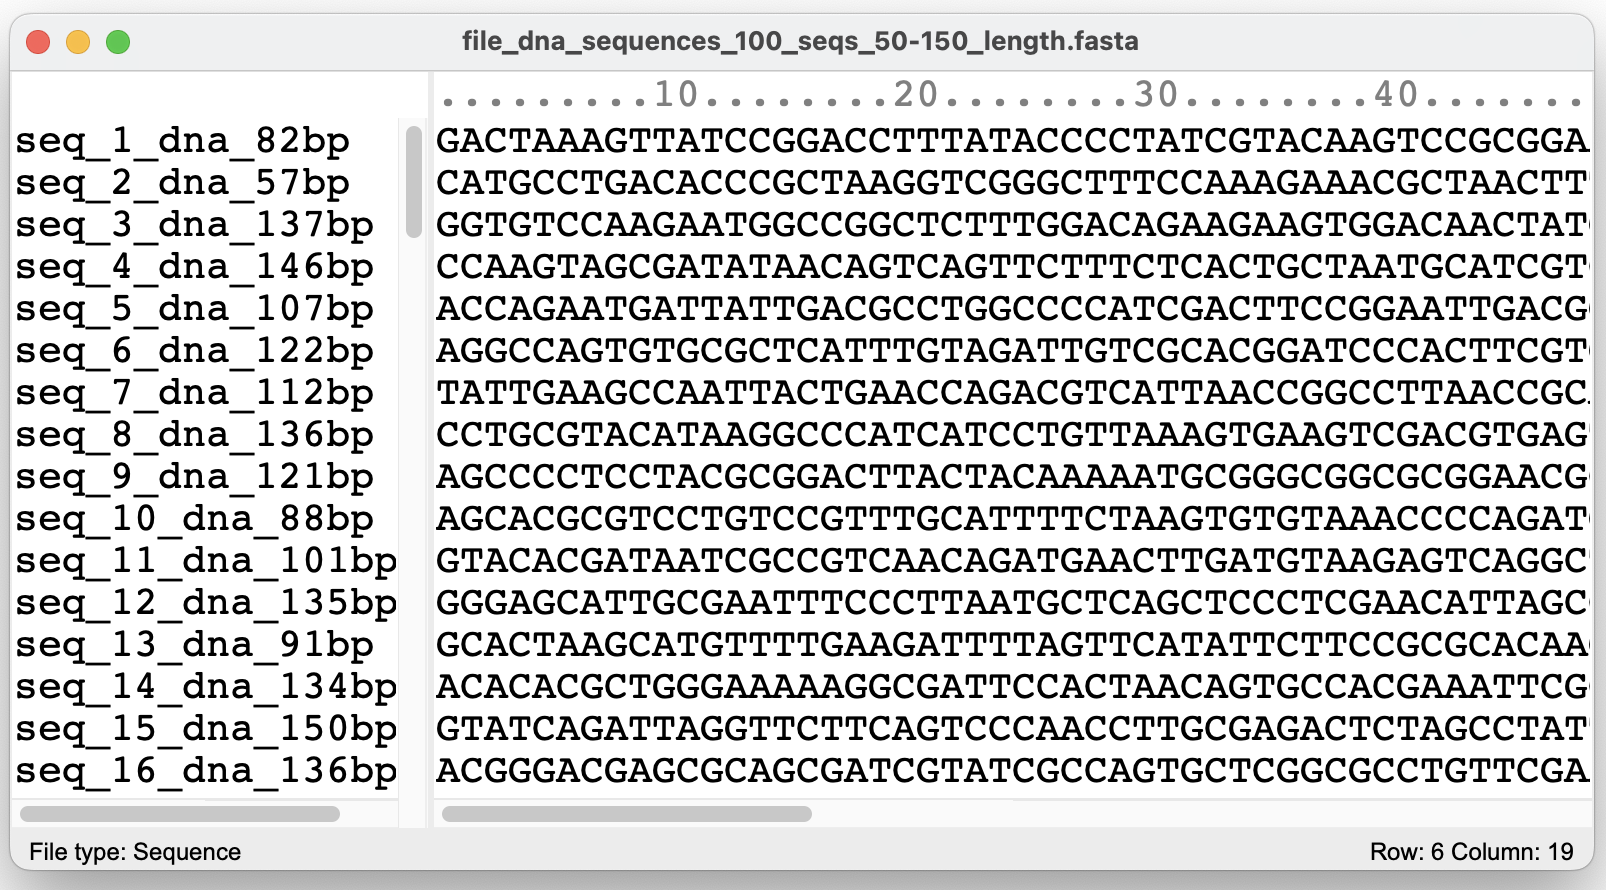 file_dna_sequences_100_seqs_50-150_length.fasta
.........10........20........30........40.......
seq_1_dna_82bp GACTAAAGTTATCCGGACCTTTATACCCCTATCGTACAAGTCCGCGGA
seq_2_dna_57bp CATGCCTGACACCCGCTAAGGTCGGGCTTTCCAAAGAAACGCTAACTT
seq_3_dna_137bp GGTGTCCAAGAATGGCCGGCTCTTTGGACAGAAGAAGTGGACAACTAT
seq_4_dna_146bp CCAAGTAGCGATATAACAGTCAGTTCTTTCTCACTGCTAATGCATCGT
seq_5_dna_107bp ACCAGAATGATTATTGACGCCTGGCCCCATCGACTTCCGGAATTGACG
seq_6_dna_122bp AGGCCAGTGTGCGCTCATTTGTAGATTGTCGCACGGATCCCACTTCGT
seq_7_dna_112bp TATTGAAGCCAATTACTGAACCAGACGTCATTAACCGGCCTTAACCGC
seq_8_dna_136bp CCTGCGTACATAAGGCCCATCATCCTGTTAAAGTGAAGTCGACGTGAG
seq_9_dna_121bp AGCCCCTCCTACGCGGACTTACTACAAAAATGCGGGCGGCGCGGAACG
seq_10_dna_88bp AGCACGCGTCCTGTCCGTTTGCATTTTCTAAGTGTGTAAACCCCAGAT
seq_11_dna_101bp GTACACGATAATCGCCGTCAACAGATGAACTTGATGTAAGAGTCAGGC
seq_12_dna_135bp GGGAGCATTGCGAATTTCCCTTAATGCTCAGCTCCCTCGAACATTAGC
seq_13_dna_91bp GCACTAAGCATGTTTTGAAGATTTTAGTTCATATTCTTCCGCGCACAA
seq_14_dna_134bp ACACACGCTGGGAAAAAGGCGATTCCACTAACAGTGCCACGAAATTCG
seq_15_dna_150bp GTATCAGATTAGGTTCTTCAGTCCCAACCTTGCGAGACTCTAGCCTAT
seq_16_dna_136bp ACGGGACGAGCGCAGCGATCGTATCGCCAGTGCTCGGCGCCTGTTCGA
File type: Sequence Row: 6 Column: 19